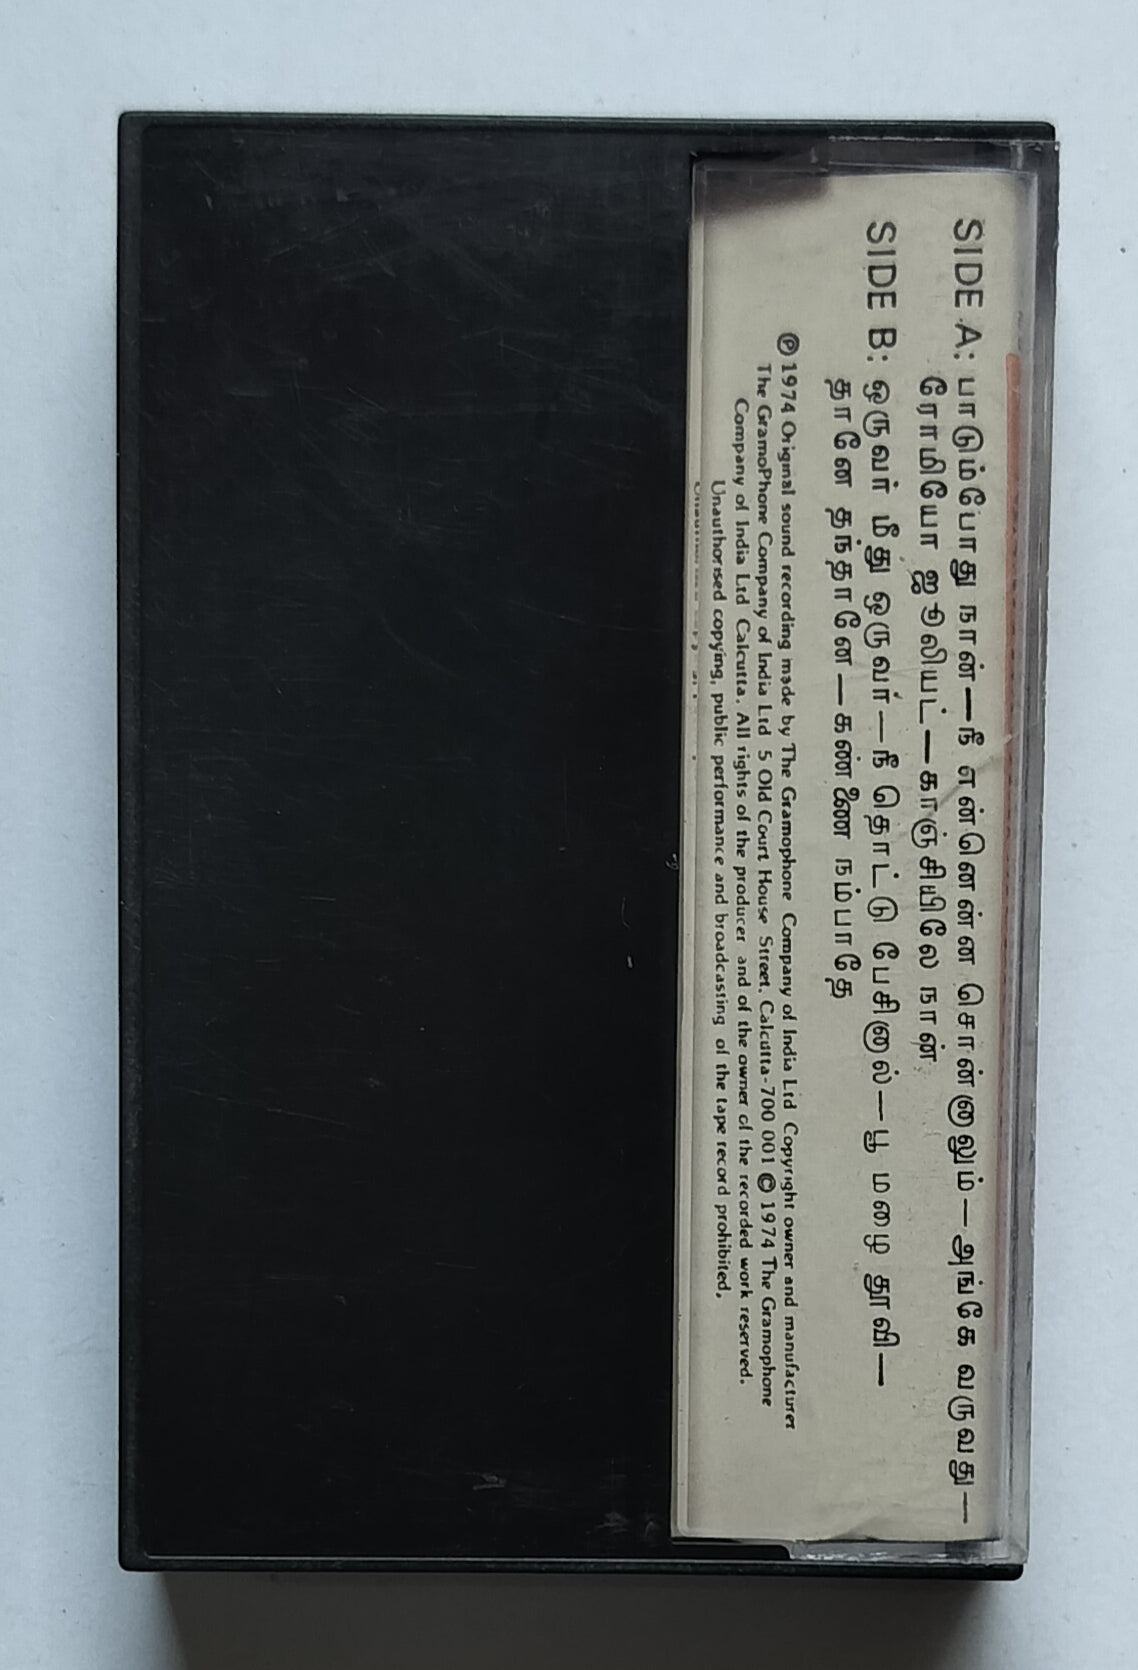 SIDE A: பாடும்போது நான் — நீ என்னென்ன சொன்னாலும் — அங்கே வருவது —
ரோமியோ ஜூலியட் — காஞ்சியிலே நான்
SIDE B: ஒருவர் மீது ஒருவர் — நீ தொட்டு பேசினால் — பூ மழை தூவி —
தானே தந்தானே — கண்ணை நம்பாதே
℗ 1974 Original sound recording made by The Gramophone Company of India Ltd Copyright owner and manufacturer
The GramoPhone Company of India Ltd 5 Old Court House Street. Calcutta-700 001 © 1974 The Gramophone
Company of India Ltd Calcutta. All rights of the producer and of the owner of the recorded work reserved.
Unauthorised copying, public performance and broadcasting of the tape record prohibited.